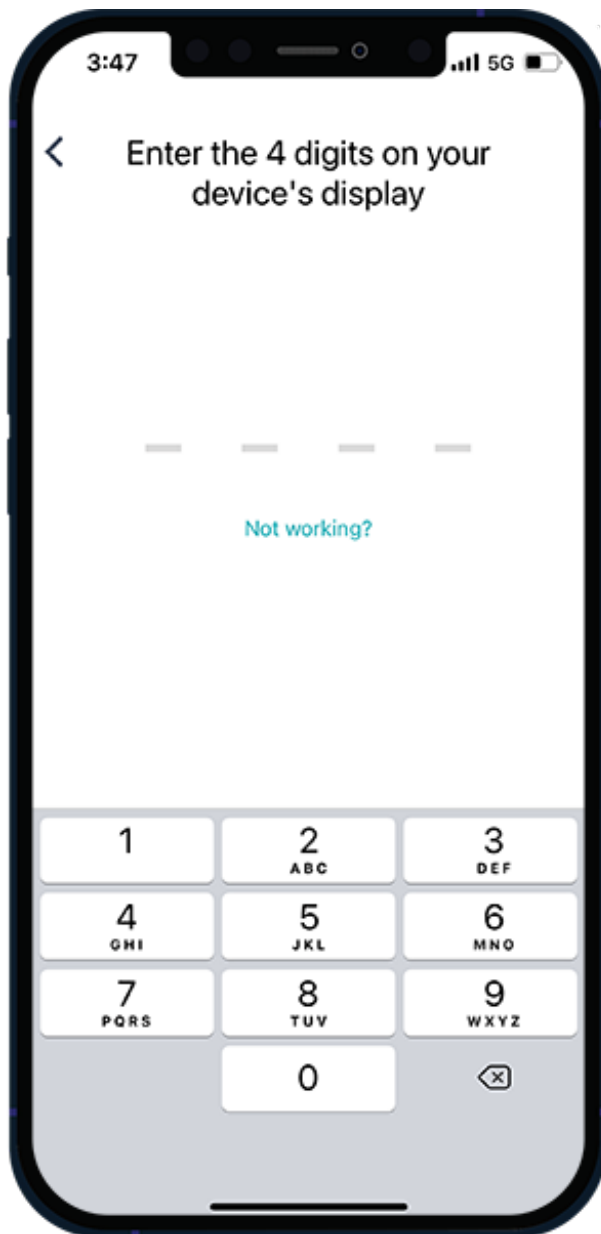 3:47
5G
Enter the 4 digits on your
device's display
Not working?
1
2
ABC
3
DEF
4
GHI
5
JKL
6
MNO
7
PQRS
8
TUV
9
WXYZ
0